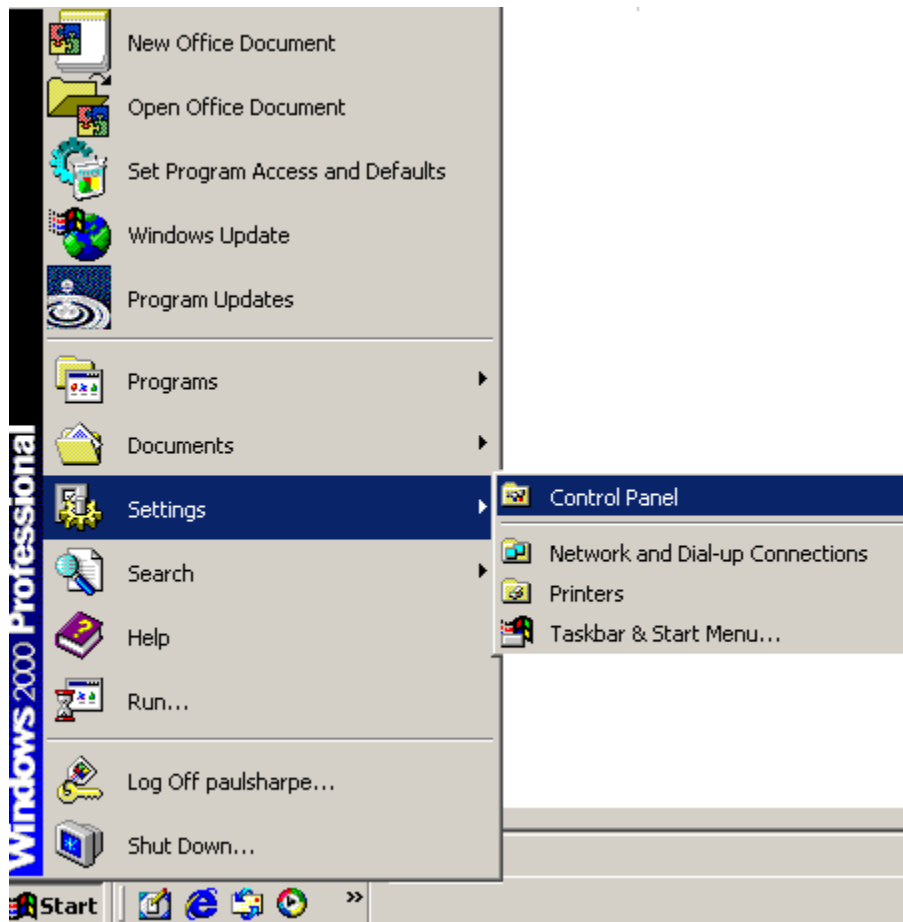 New Office Document
Open Office Document
Set Program Access and Defaults
Windows Update
Program Updates
Programs
Documents
Settings
Search
Help
Run...
Log Off paulsharpe...
Shut Down...
Control Panel
Network and Dial-up Connections
Printers
Taskbar & Start Menu...
Windows 2000 Professional
Start
»